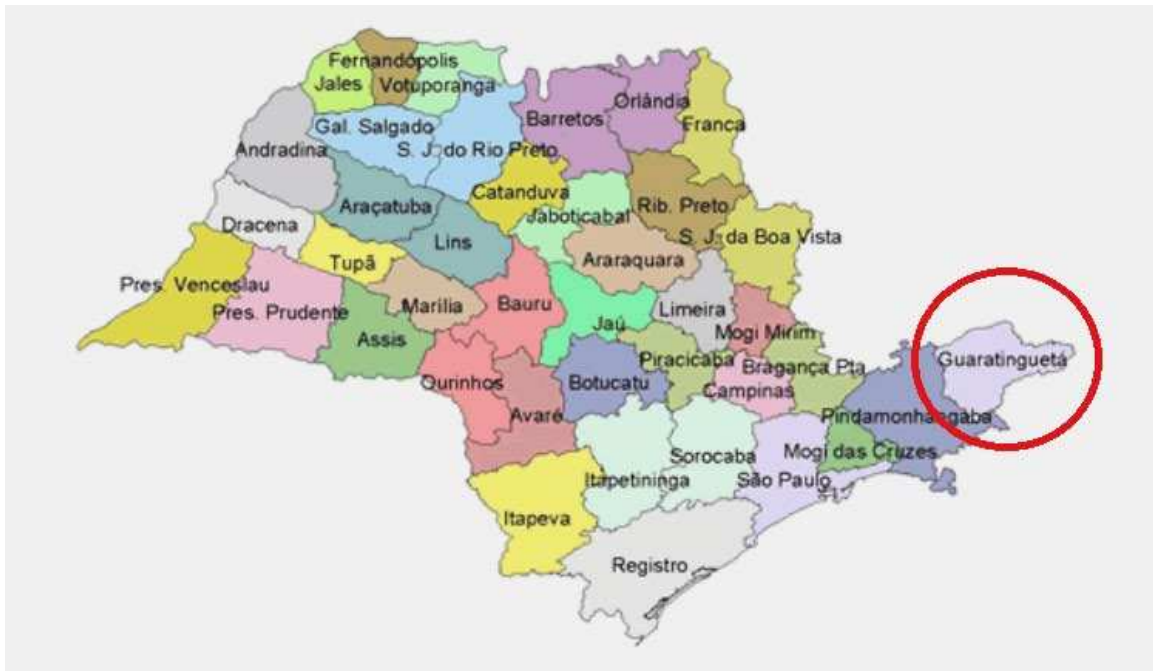 Fernandópolis
Jales
Votuporanga
Orlândia
Gal. Salgado
Barretos
Franca
Andradina
S. J. do Rio Preto
Catanduva
Araçatuba
Jaboticabal
Rib. Preto
Dracena
Lins
S. J. da Boa Vista
Tupã
Araraquara
Pres. Venceslau
Marília
Bauru
Limeira
Pres. Prudente
Jaú
Assis
Mogi Mirim
Piracicaba
Bragança Pta
Guaratinguetá
Ourinhos
Botucatu
Campinas
Avaré
Pindamonhangaba
Sorocaba
Mogi das Cruzes
Itapetininga
São Paulo
Itapeva
Registro